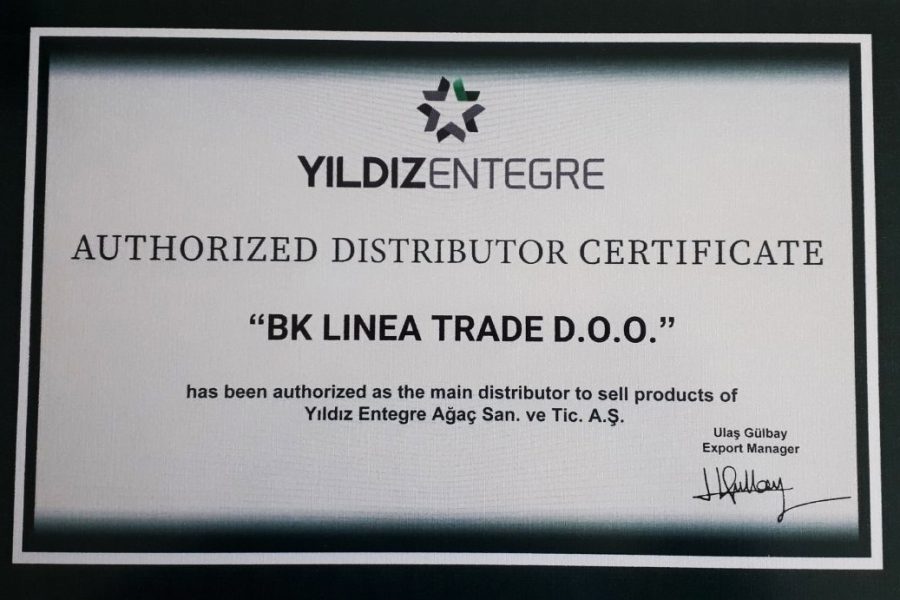 YILDIZENTEGRE
AUTHORIZED DISTRIBUTOR CERTIFICATE
“BK LINEA TRADE D.O.O.”
has been authorized as the main distributor to sell products of
Yıldız Entegre Ağaç San. ve Tic. A.Ş.
Ulaş Gülbay
Export Manager